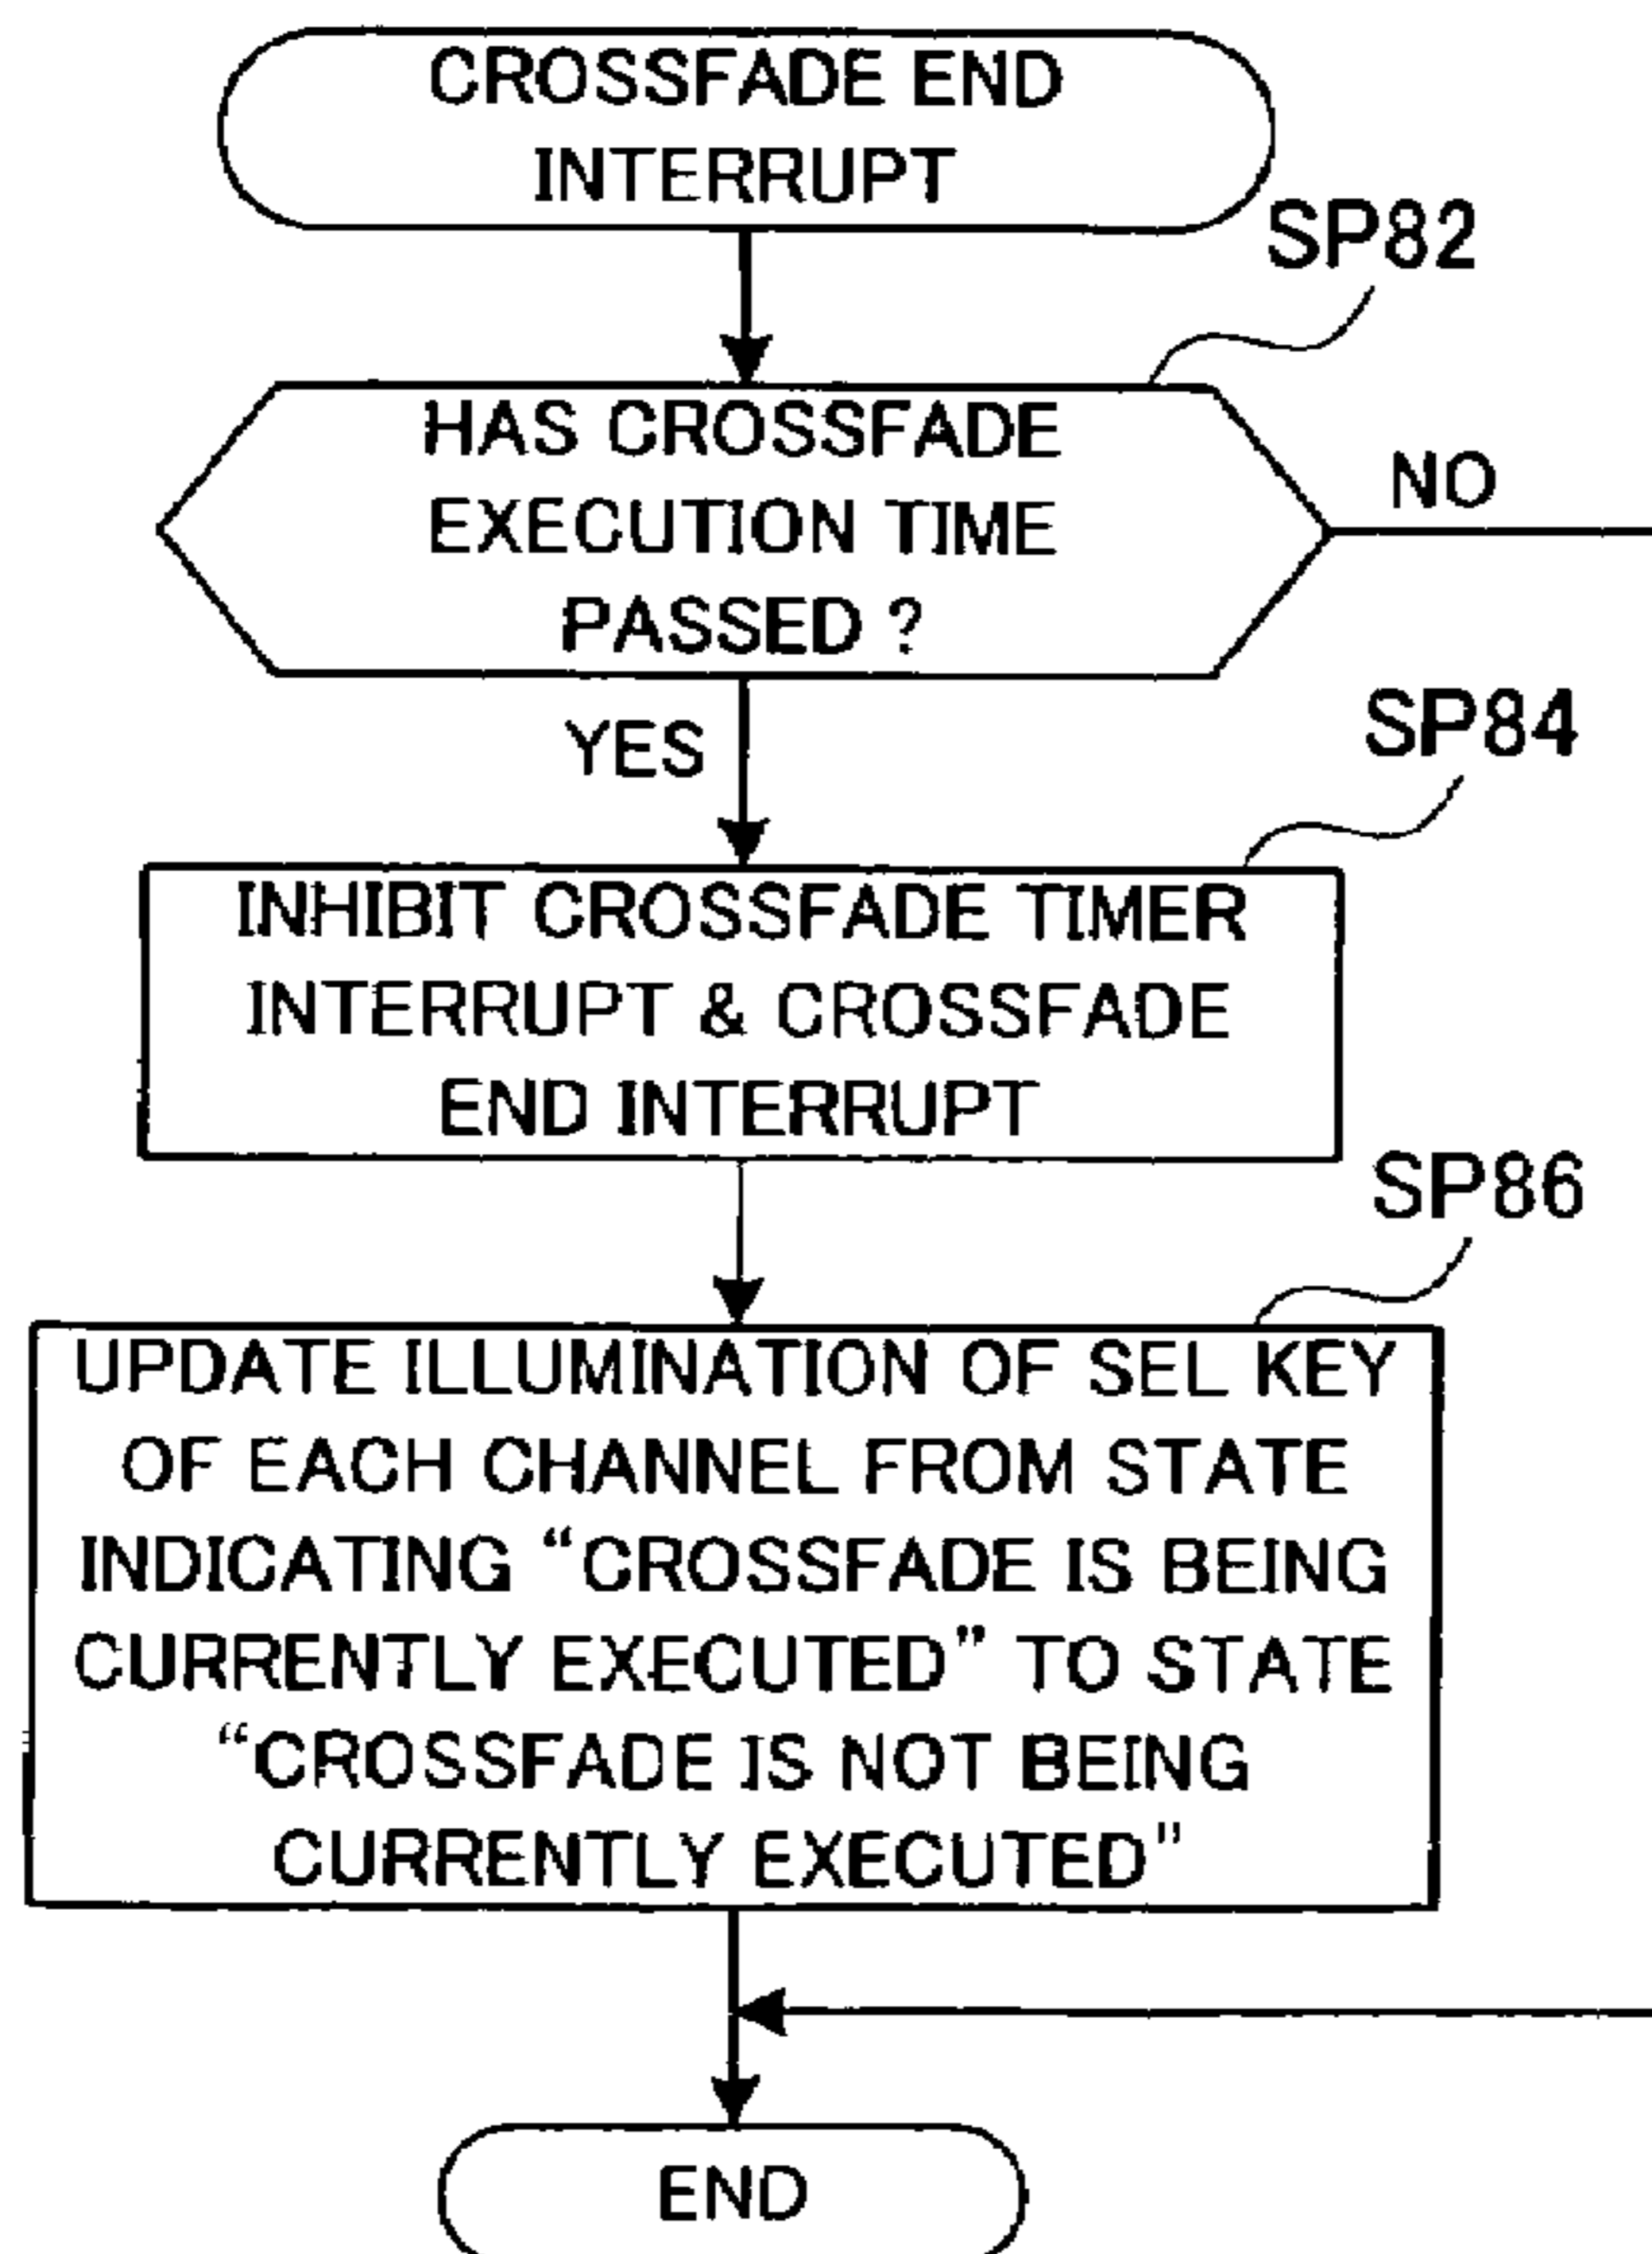 CROSSFADE END
INTERRUPT
SP82
HAS CROSSFADE
EXECUTION TIME
PASSED ?
NO
YES
SP84
INHIBIT CROSSFADE TIMER
INTERRUPT & CROSSFADE
END INTERRUPT
SP86
UPDATE ILLUMINATION OF SEL KEY
OF EACH CHANNEL FROM STATE
INDICATING “CROSSFADE IS BEING
CURRENTLY EXECUTED” TO STATE
“CROSSFADE IS NOT BEING
CURRENTLY EXECUTED”
END